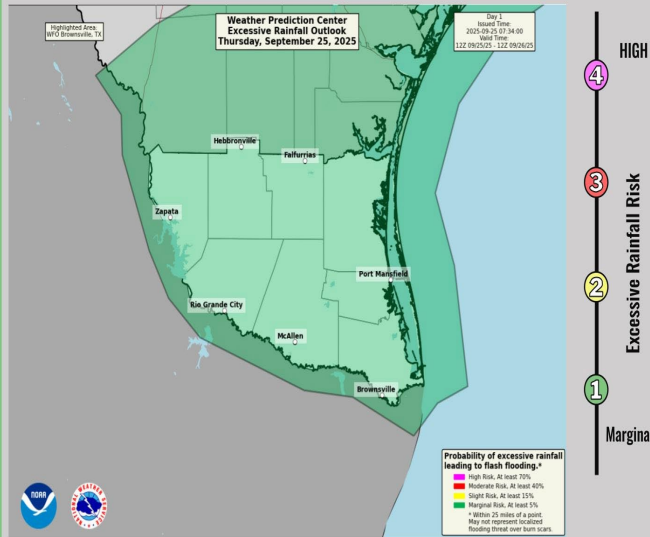 Highlighted Area:
WFO Brownsville, TX
Weather Prediction Center
Excessive Rainfall Outlook
Thursday, September 25, 2025
Day 1
Issued Time:
2025-09-25 07:34:00
Valid Time:
12Z 09/25/25 - 12Z 09/26/25
HIGH
4
3
2
1
Excessive Rainfall Risk
Margina
Hebbronville
Falfurrias
Zapata
Port Mansfield
Rio Grande City
McAllen
Brownsville
Probability of excessive rainfall
leading to flash flooding.*
High Risk, At least 70%
Moderate Risk, At least 40%
Slight Risk, At least 15%
Marginal Risk, At least 5%
* Within 25 miles of a point.
May not represent localized
flooding threat over burn scars.
NOAA
NATIONAL WEATHER SERVICE